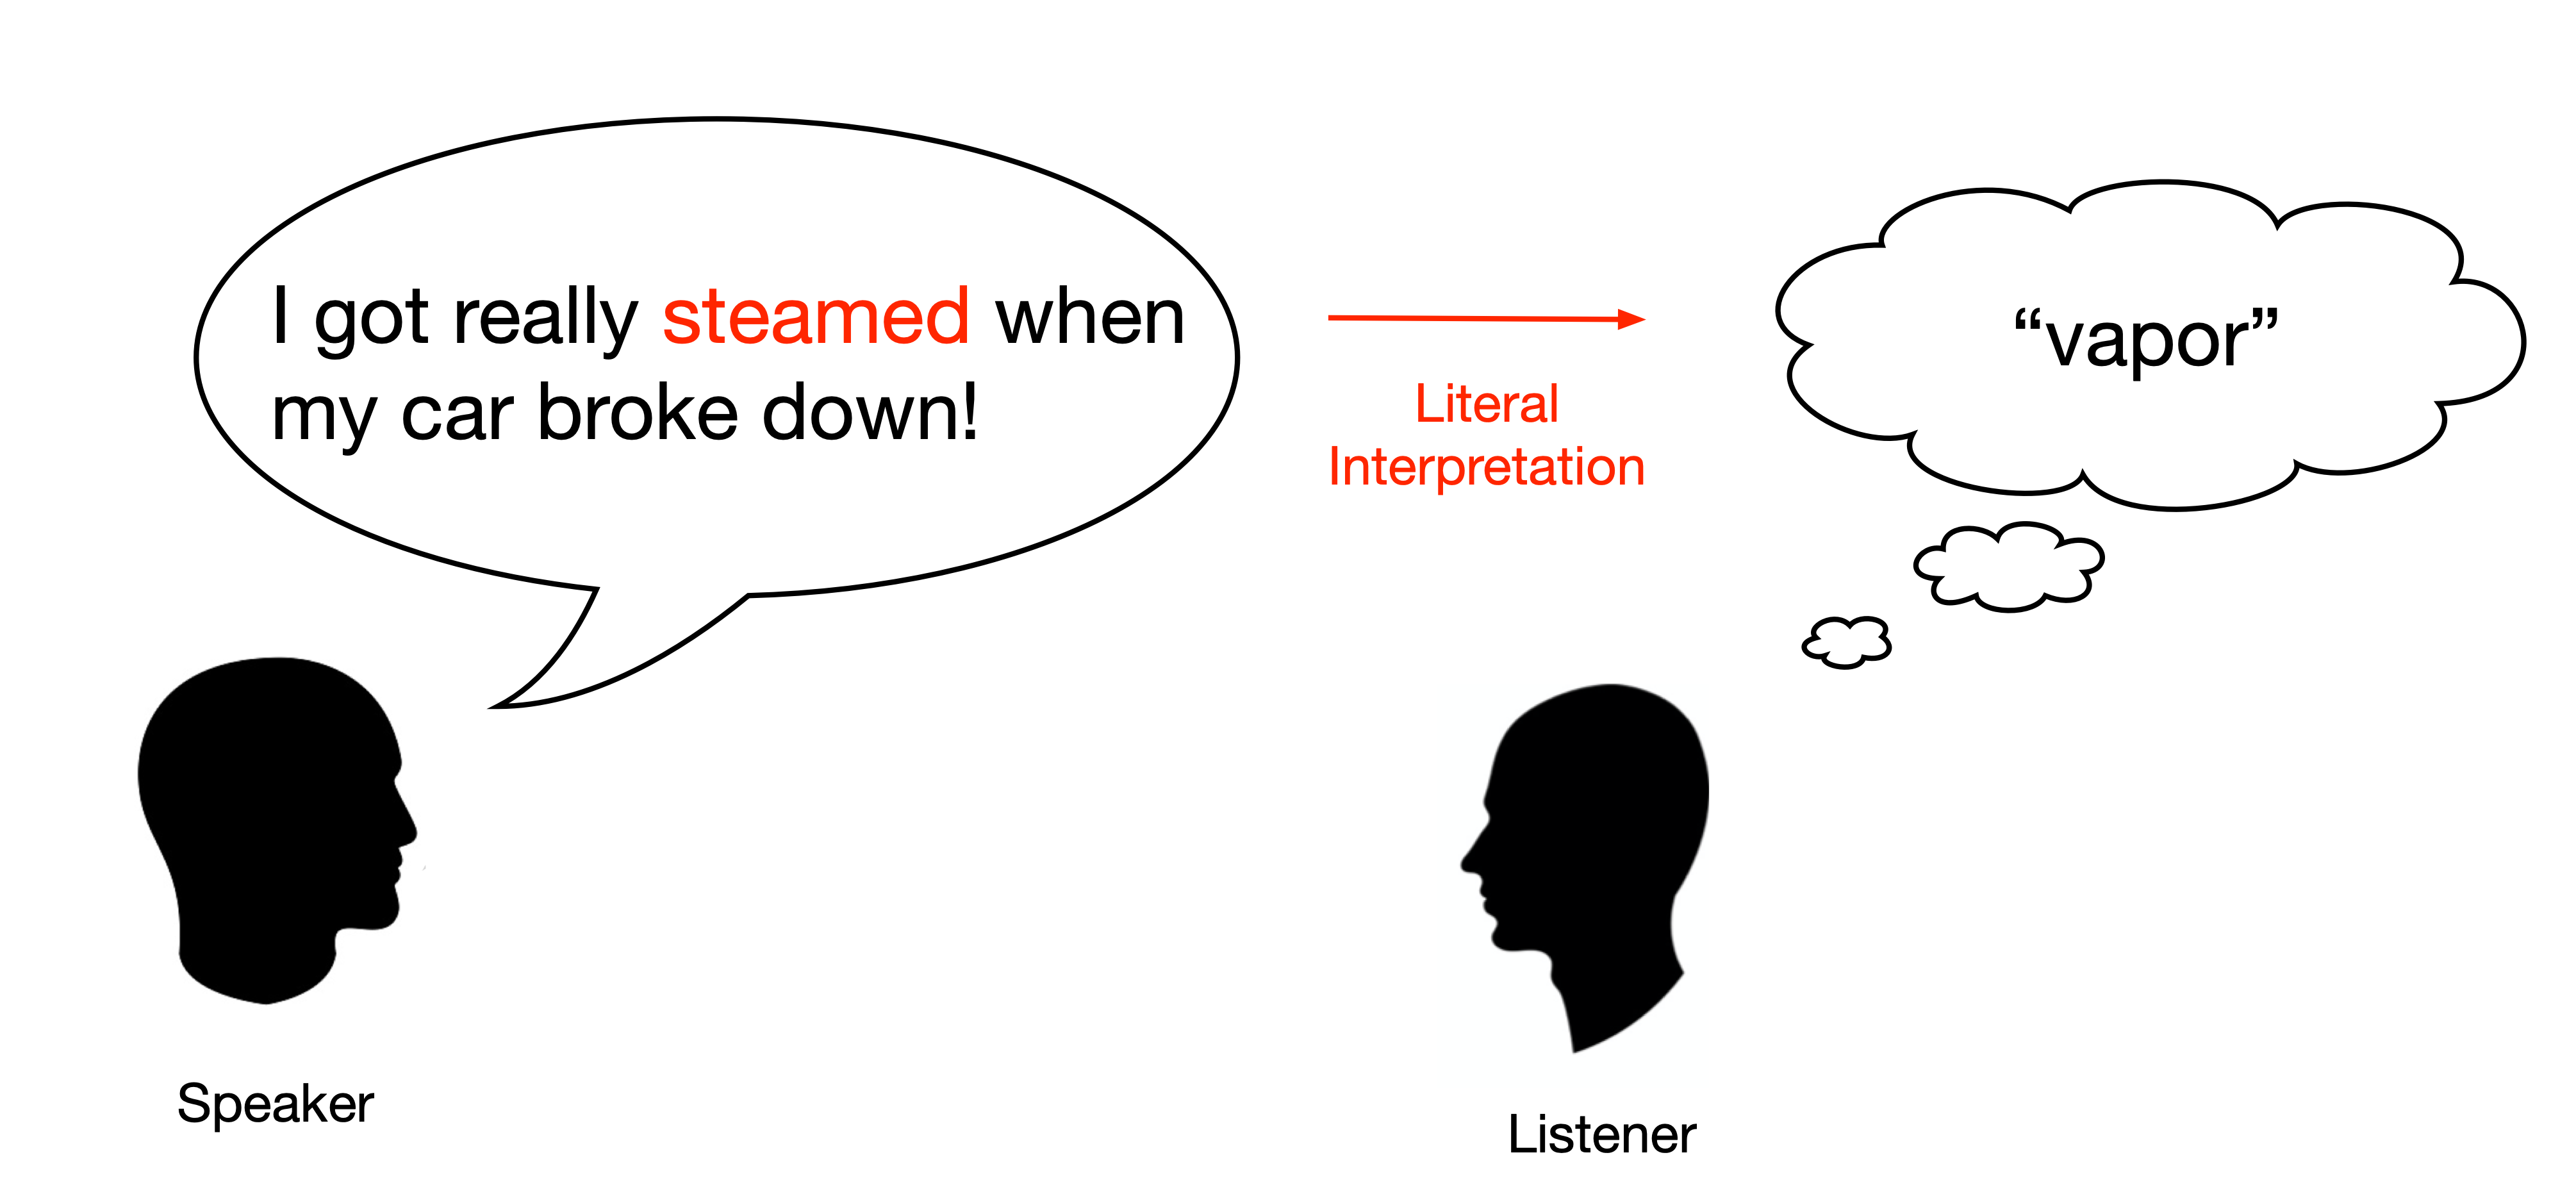 I got really steamed when
my car broke down!
Literal
Interpretation
“vapor”
Speaker
Listener